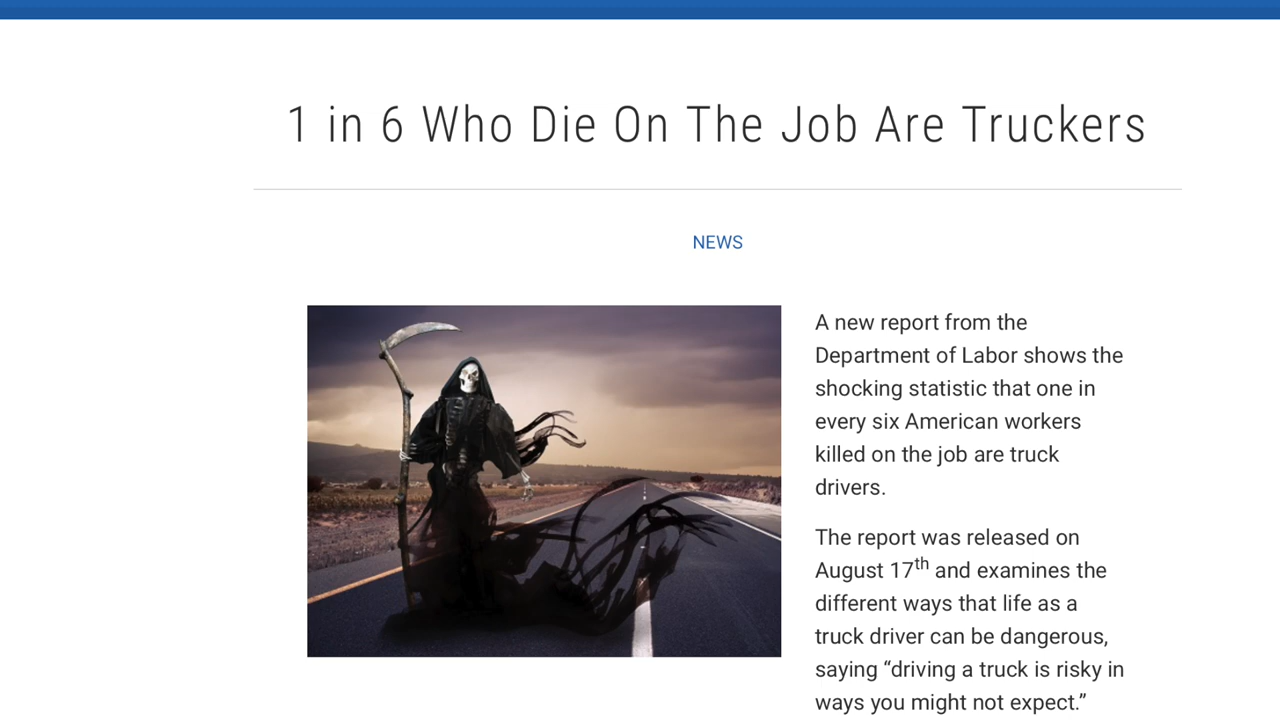 1 in 6 Who Die On The Job Are Truckers
NEWS
A new report from the
Department of Labor shows the
shocking statistic that one in
every six American workers
killed on the job are truck
drivers.
The report was released on
August 17th and examines the
different ways that life as a
truck driver can be dangerous,
saying “driving a truck is risky in
ways you might not expect.”